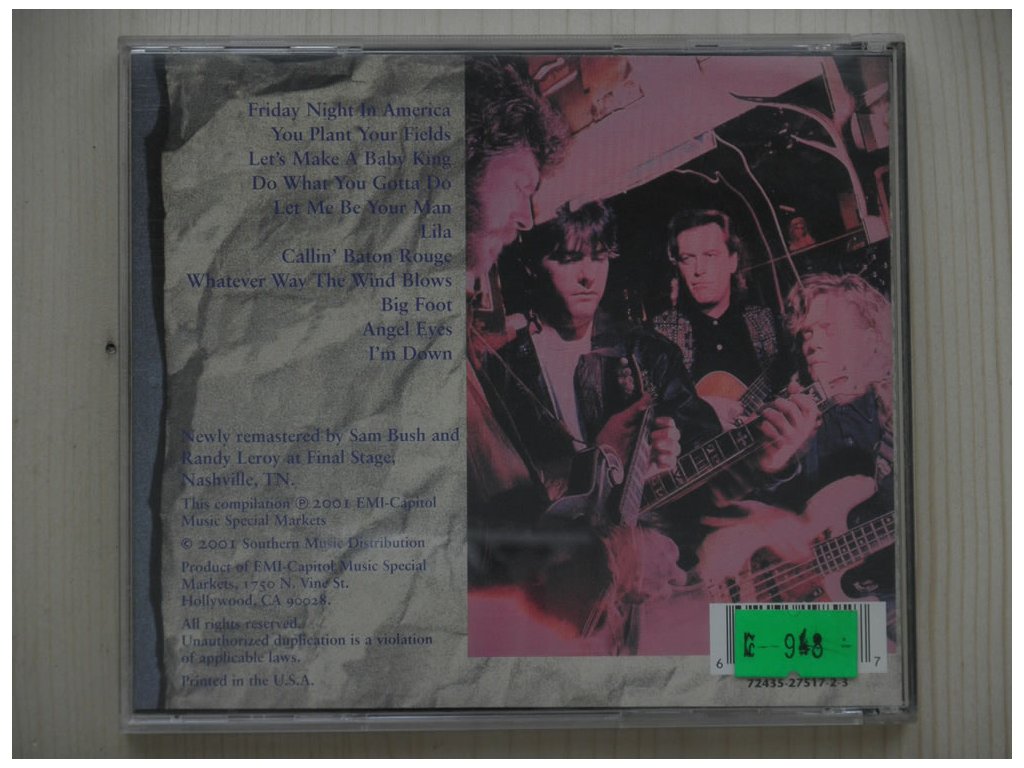 Friday Night In America
You Plant Your Fields
Let's Make A Baby King
Do What You Gotta Do
Let Me Be Your Man
Lila
Callin' Baton Rouge
Whatever Way The Wind Blows
Big Foot
Angel Eyes
I'm Down
Newly remastered by Sam Bush and
Randy Leroy at Final Stage,
Nashville, TN.
This compilation ℗ 2001 EMI-Capitol
Music Special Markets
© 2001 Southern Music Distribution
Product of EMI-Capitol Music Special
Markets, 1750 N. Vine St.
Hollywood, CA 90028.
All rights reserved.
Unauthorized duplication is a violation
of applicable laws.
Printed in the U.S.A.
6 7
72435-27517-2-3